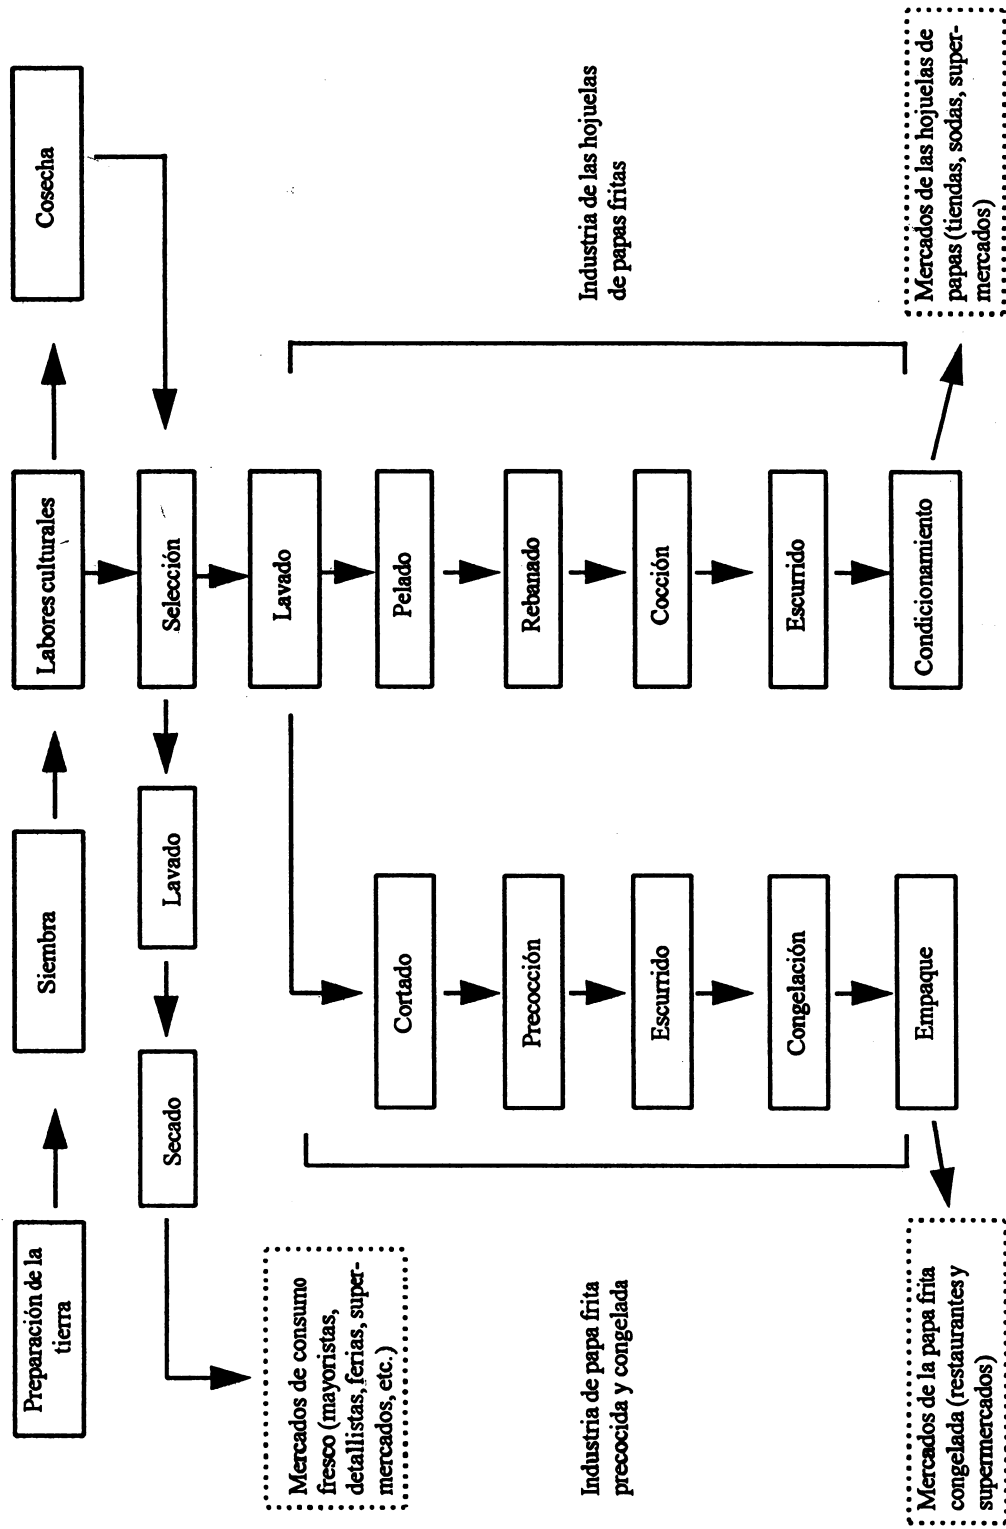 Preparación de la
tierra
Siembra
Labores culturales
Cosecha
Secado
Lavado
Selección
Mercados de consumo
fresco (mayoristas,
detallistas, ferias, super-
mercados, etc.)
Lavado
Cortado
Pelado
Precocción
Rebanado
Industria de papa frita
precocida y congelada
Industria de las hojuelas
de papas fritas
Escurrido
Cocción
Congelación
Escurrido
Empaque
Condicionamiento
Mercados de la papa frita
congelada (restaurantes y
supermercados)
Mercados de las hojuelas de
papas (tiendas, sodas, super-
mercados)